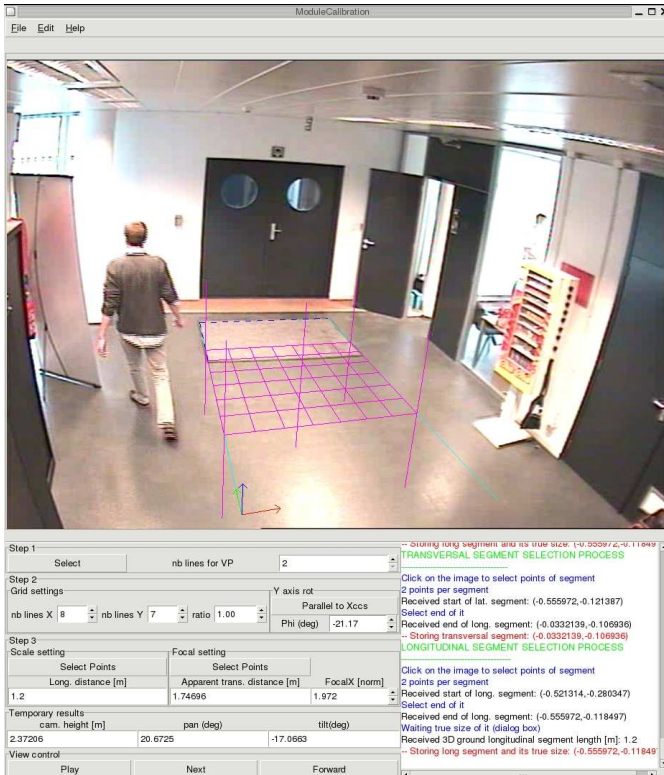 ModuleCalibration
File Edit Help
Step 1
Select nb lines for VP 2
Step 2
Grid settings Y axis rot
nb lines X 8 nb lines Y 7 ratio 1.00 Parallel to Xccs
Phi (deg) -21.17
Step 3
Scale setting Focal setting
Select Points Select Points
Long. distance [m] Apparent trans. distance [m] FocalX [norm]
1.2 1.74696 1.972
Temporary results
cam. height [m] pan (deg) tilt(deg)
2.37206 20.6725 -17.0663
View control
Play Next Forward
-- Storing long segment and its true size: (-0.555972,-0.11849
TRANSVERSAL SEGMENT SELECTION PROCESS
------------------------------------
Click on the image to select points of segment
2 points per segment
Received start of lat. segment: (-0.555972,-0.121387)
Select end of it
Received end of long. segment: (-0.0332139,-0.106936)
-- Storing transversal segment: (-0.0332139,-0.106936)
LONGITUDINAL SEGMENT SELECTION PROCESS
------------------------------------
Click on the image to select points of segment
2 points per segment
Received start of long. segment: (-0.521314,-0.280347)
Select end of it
Received end of long. segment: (-0.555972,-0.118497)
Waiting true size of it (dialog box)
Received 3D ground longitudinal segment length [m]: 1.2
-- Storing long segment and its true size: (-0.555972,-0.11849